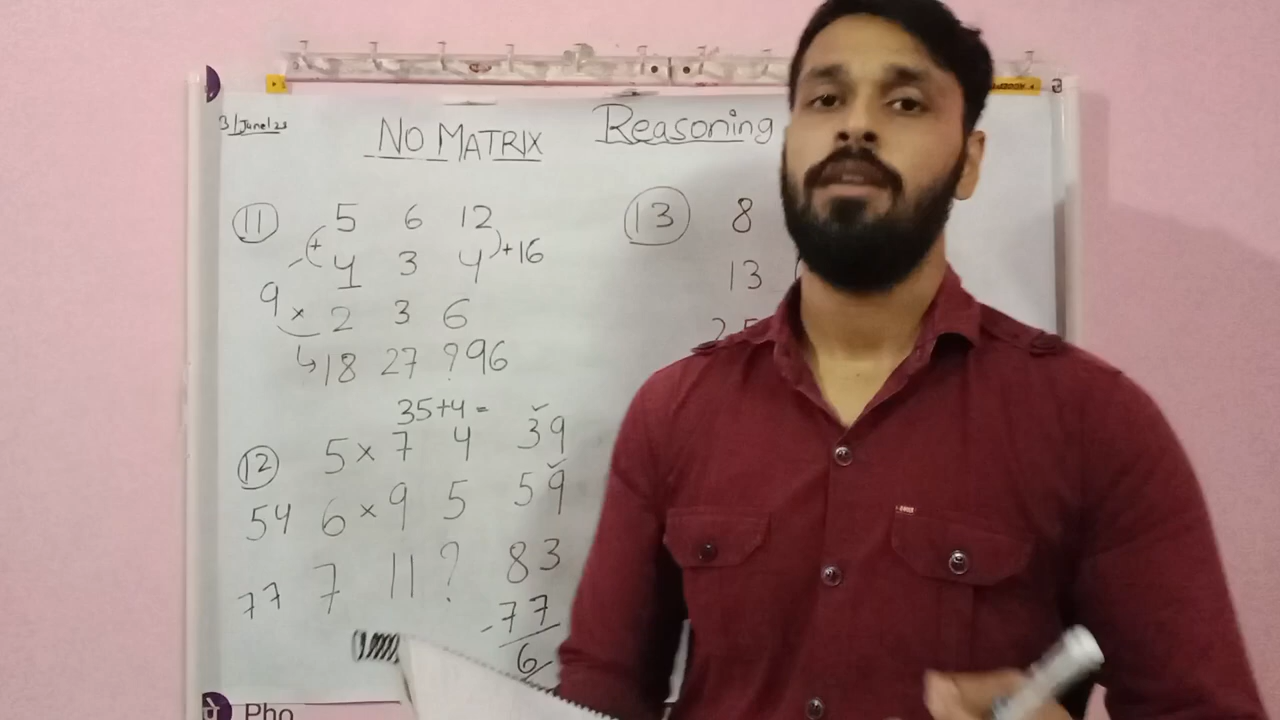 3/June/23
NO MATRIX
Reasoning
11 5 6 12
(+ )+16
4 3 4
9 × 2 3 6
↳ 18 27 ? 96
35+4 =
12 5 × 7 4 39
54 6 × 9 5 59
77 7 11 ? 83
- 77
6
13 8
13
25
Pho